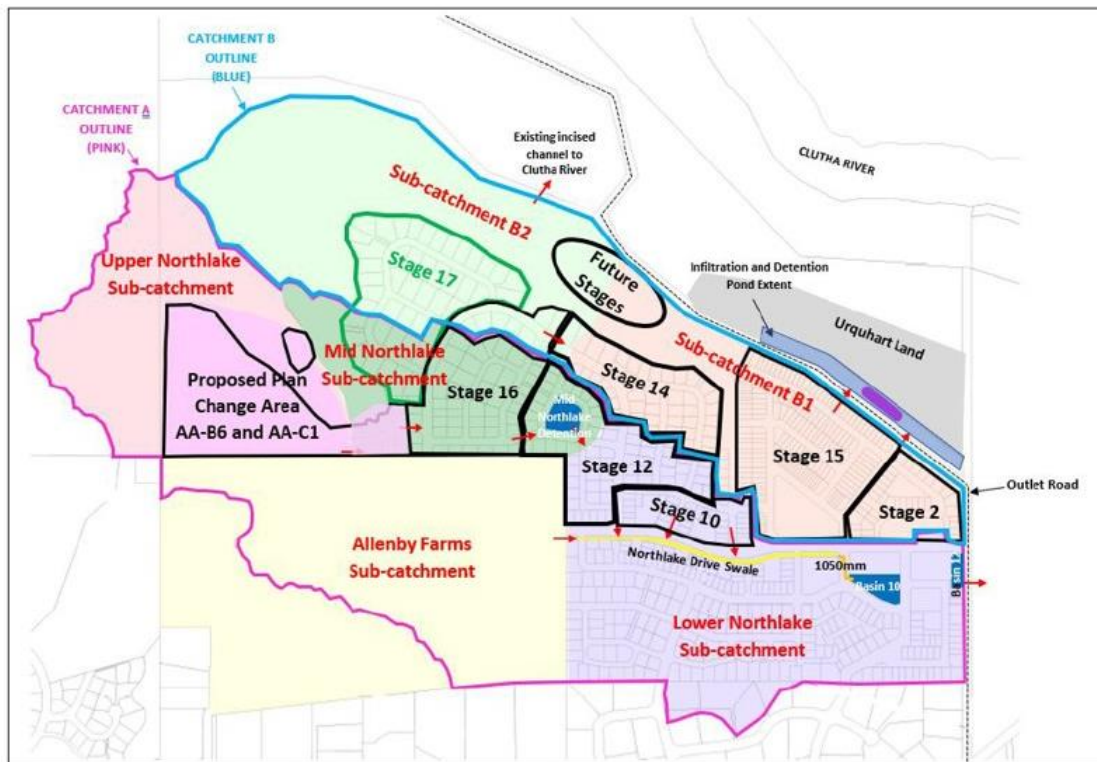 CATCHMENT B
OUTLINE
(BLUE)
CATCHMENT A
OUTLINE
(PINK)
Existing incised
channel to
Clutha River
CLUTHA RIVER
Sub-catchment B2
Upper Northlake
Sub-catchment
Stage 17
Future
Stages
Infiltration and Detention
Pond Extent
Urquhart Land
Sub-catchment B1
Mid Northlake
Sub-catchment
Proposed Plan
Change Area
AA-B6 and AA-C1
Stage 16
Stage 14
Mid
Northlake
Detention
Stage 15
Stage 12
Stage 2
Outlet Road
Stage 10
Allenby Farms
Sub-catchment
Northlake Drive Swale
1050mm
Basin 10
Basin 12
Lower Northlake
Sub-catchment